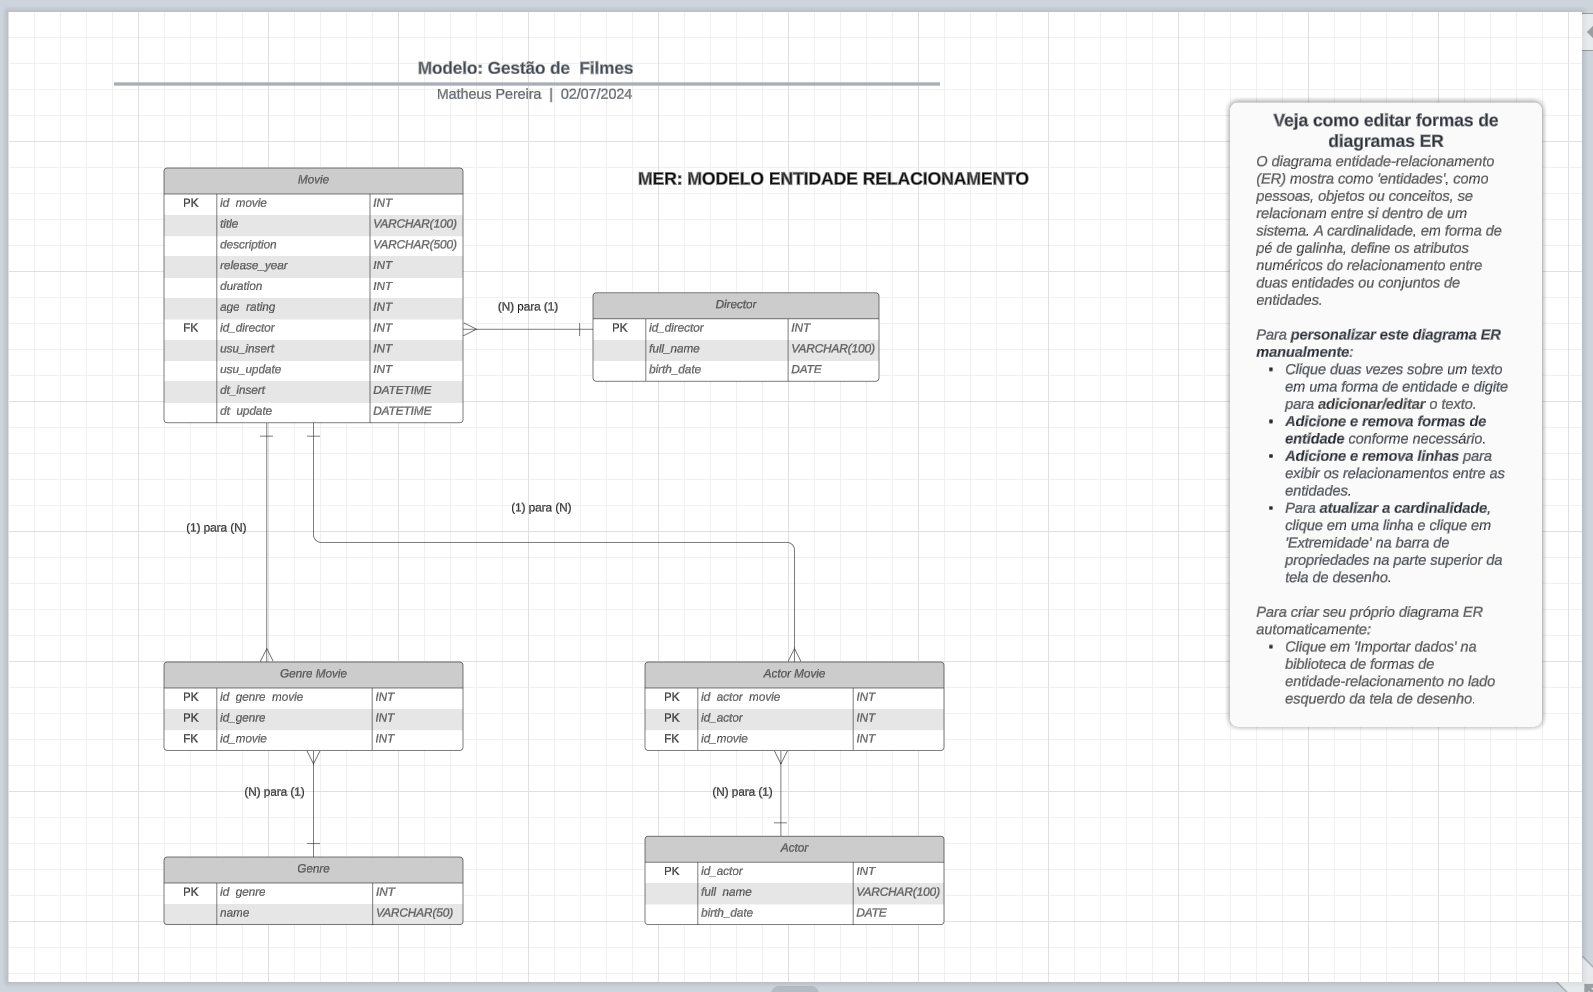 Modelo: Gestão de Filmes
Matheus Pereira | 02/07/2024
MER: MODELO ENTIDADE RELACIONAMENTO
Movie
PK id_movie INT
title VARCHAR(100)
description VARCHAR(500)
release_year INT
duration INT
age_rating INT
FK id_director INT
usu_insert INT
usu_update INT
dt_insert DATETIME
dt_update DATETIME
(N) para (1)
Director
PK id_director INT
full_name VARCHAR(100)
birth_date DATE
(1) para (N)
(1) para (N)
Genre Movie
PK id_genre_movie INT
PK id_genre INT
FK id_movie INT
Actor Movie
PK id_actor_movie INT
PK id_actor INT
FK id_movie INT
(N) para (1)
(N) para (1)
Genre
PK id_genre INT
name VARCHAR(50)
Actor
PK id_actor INT
full_name VARCHAR(100)
birth_date DATE
Veja como editar formas de
diagramas ER
O diagrama entidade-relacionamento
(ER) mostra como 'entidades', como
pessoas, objetos ou conceitos, se
relacionam entre si dentro de um
sistema. A cardinalidade, em forma de
pé de galinha, define os atributos
numéricos do relacionamento entre
duas entidades ou conjuntos de
entidades.
Para personalizar este diagrama ER
manualmente:
• Clique duas vezes sobre um texto
em uma forma de entidade e digite
para adicionar/editar o texto.
• Adicione e remova formas de
entidade conforme necessário.
• Adicione e remova linhas para
exibir os relacionamentos entre as
entidades.
• Para atualizar a cardinalidade,
clique em uma linha e clique em
'Extremidade' na barra de
propriedades na parte superior da
tela de desenho.
Para criar seu próprio diagrama ER
automaticamente:
• Clique em 'Importar dados' na
biblioteca de formas de
entidade-relacionamento no lado
esquerdo da tela de desenho.